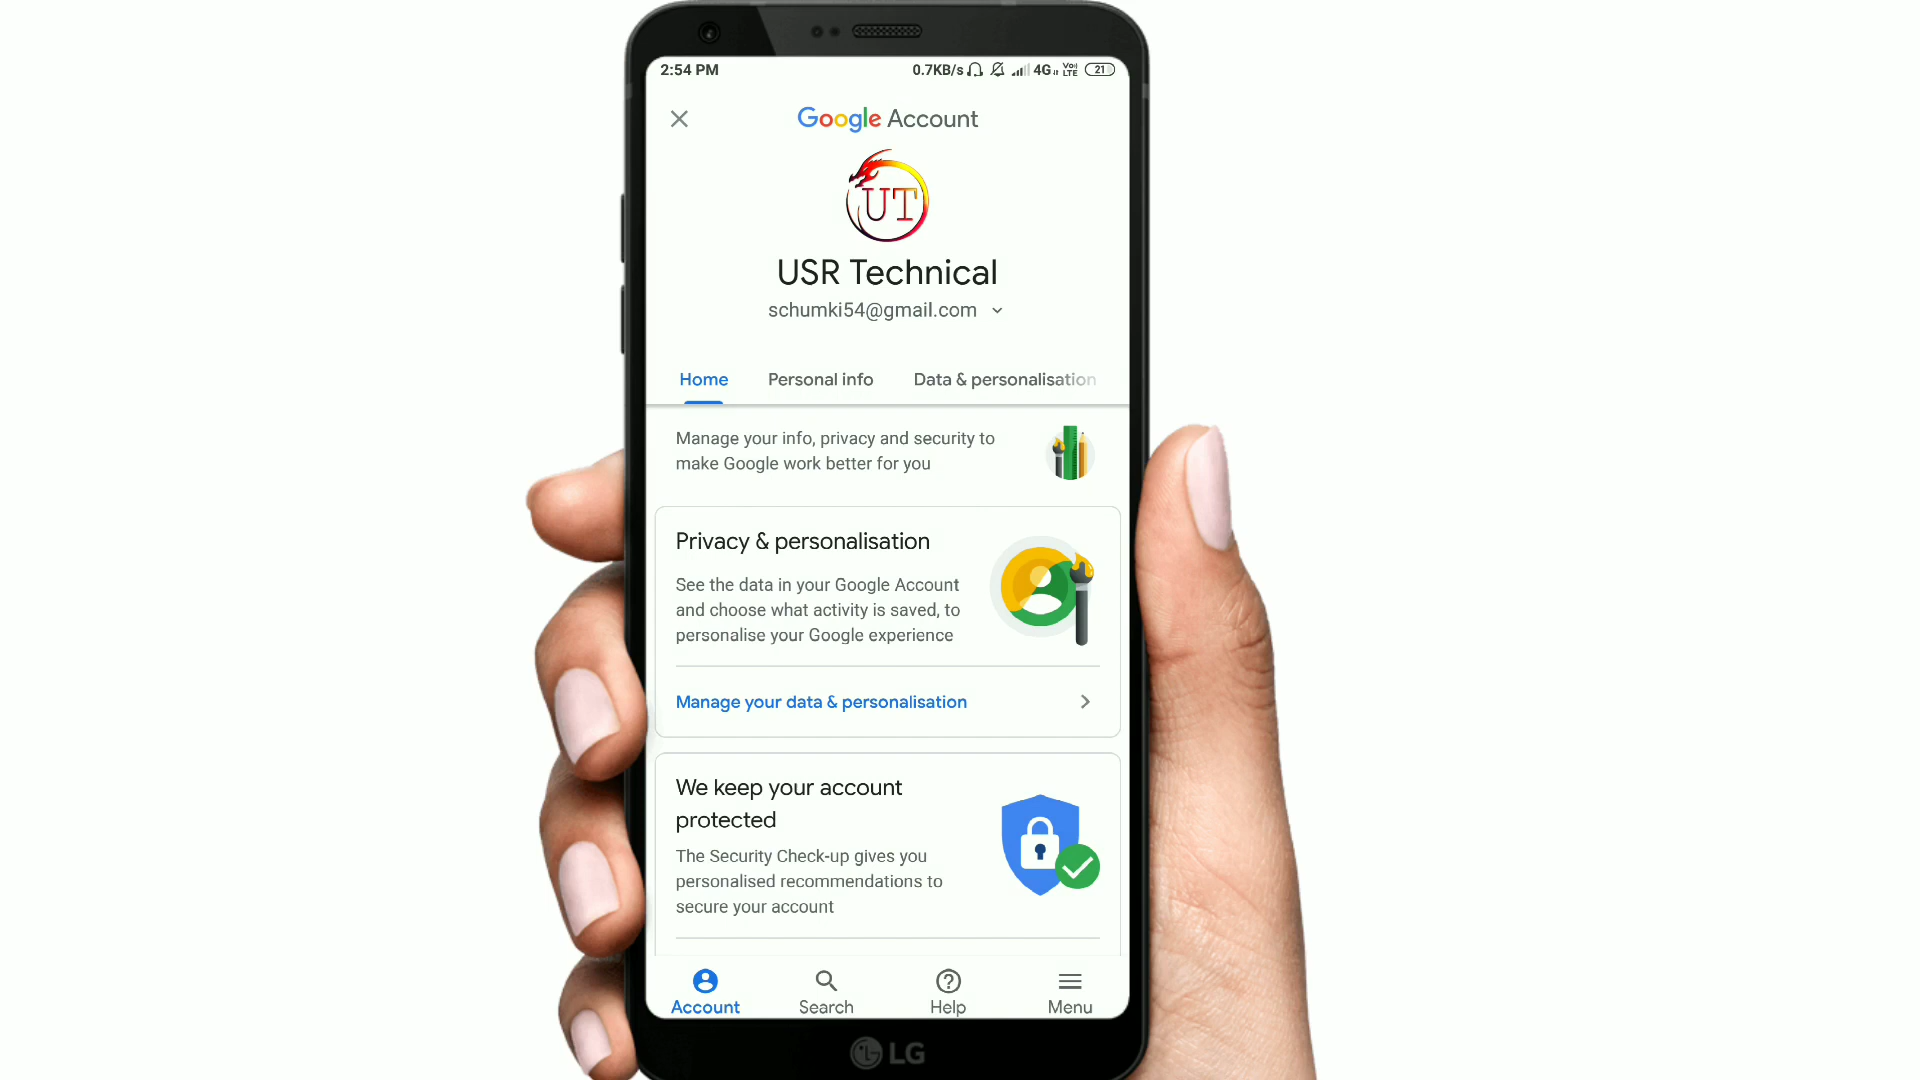 2:54 PM
0.7KB/s 4G Vo)) LTE 21
Google Account
UT
USR Technical
schumki54@gmail.com
Home Personal info Data & personalisation
Manage your info, privacy and security to
make Google work better for you
Privacy & personalisation
See the data in your Google Account
and choose what activity is saved, to
personalise your Google experience
Manage your data & personalisation
We keep your account
protected
The Security Check-up gives you
personalised recommendations to
secure your account
Account Search Help Menu
LG